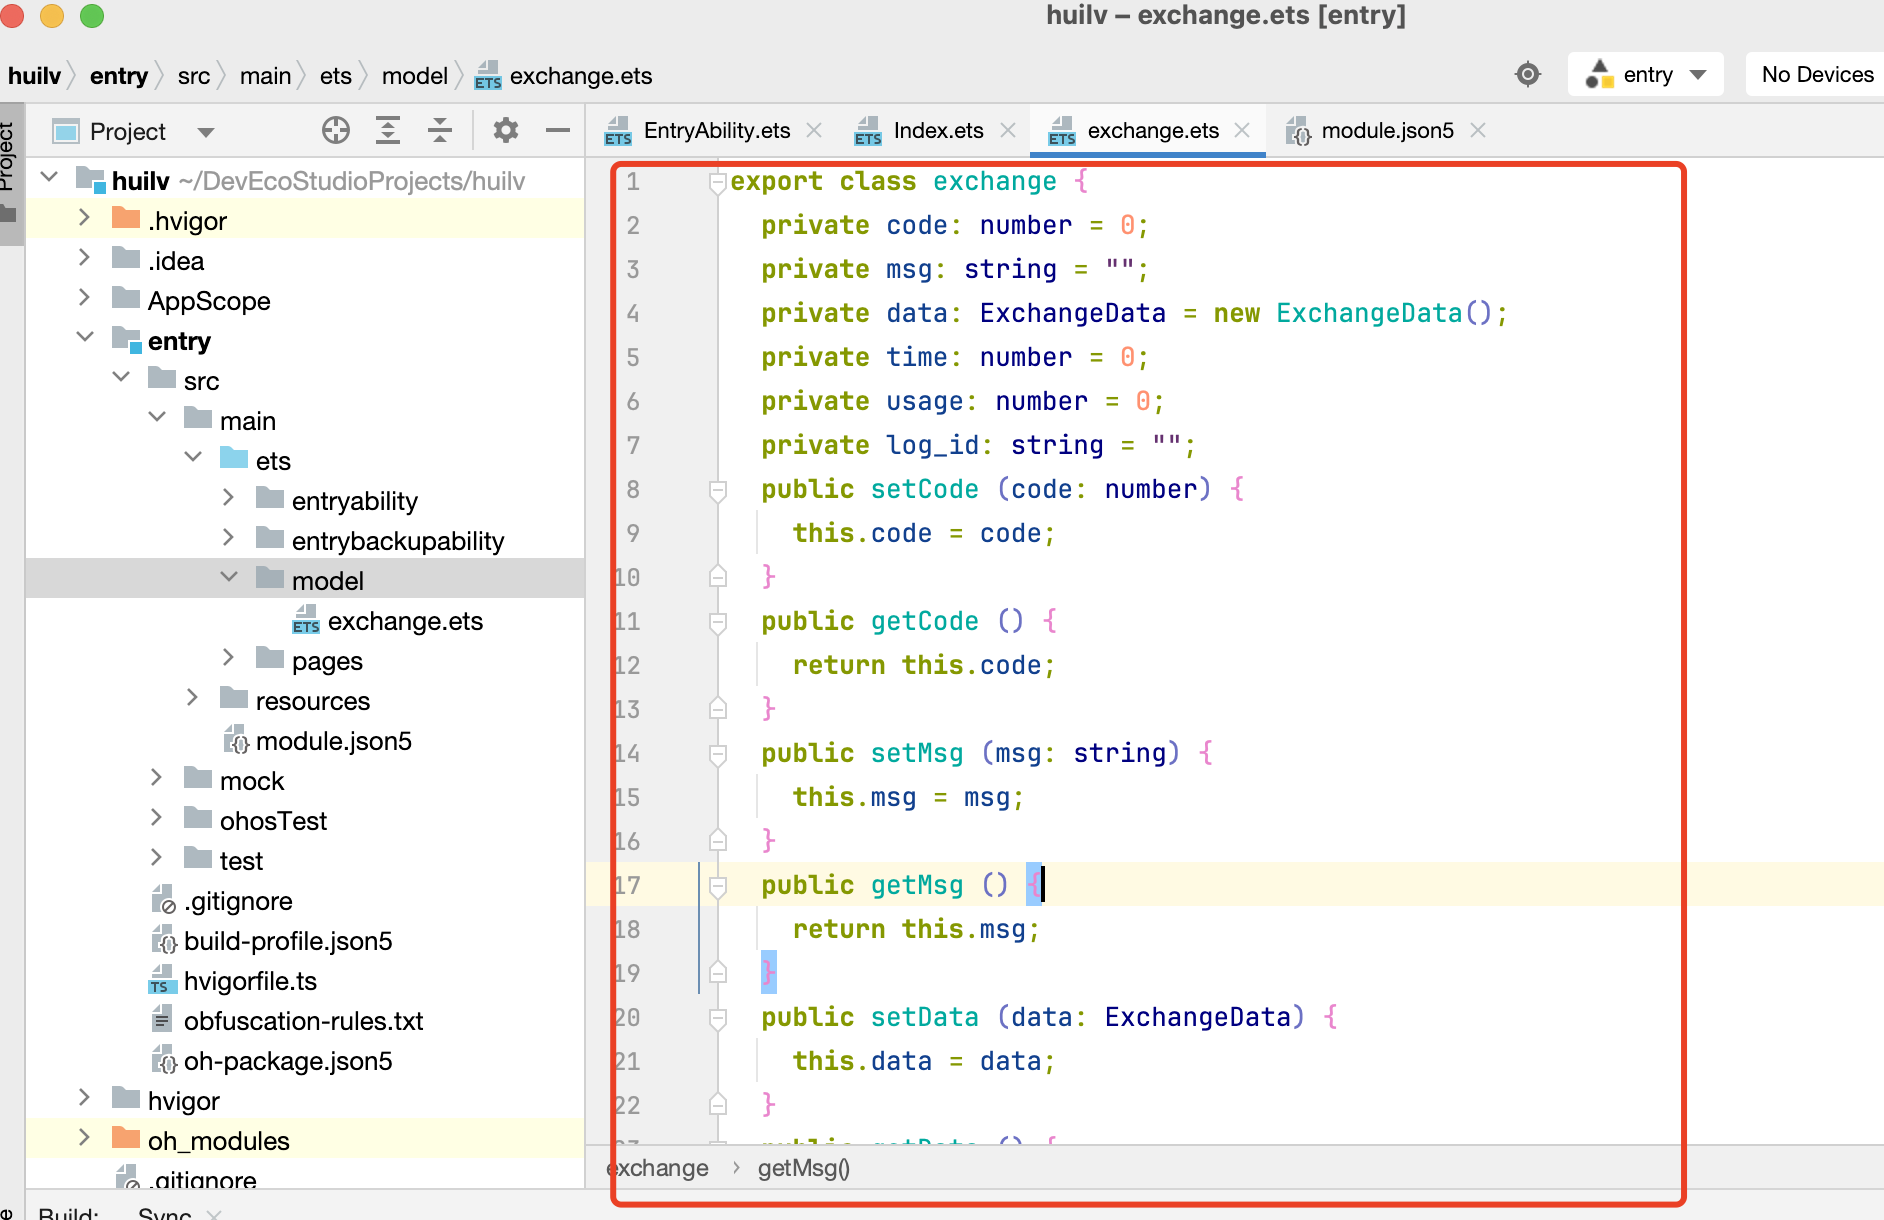 huilv – exchange.ets [entry]
huilv entry src main ets model exchange.ets
entry
No Devices
Project
Project
EntryAbility.ets
Index.ets
exchange.ets
module.json5
huilv ~/DevEcoStudioProjects/huilv
.hvigor
.idea
AppScope
entry
src
main
ets
entryability
entrybackupability
model
exchange.ets
pages
resources
module.json5
mock
ohosTest
test
.gitignore
build-profile.json5
hvigorfile.ts
obfuscation-rules.txt
oh-package.json5
hvigor
oh_modules
.gitignore
1 export class exchange {
2 private code: number = 0;
3 private msg: string = "";
4 private data: ExchangeData = new ExchangeData();
5 private time: number = 0;
6 private usage: number = 0;
7 private log_id: string = "";
8 public setCode (code: number) {
9 this.code = code;
10 }
11 public getCode () {
12 return this.code;
13 }
14 public setMsg (msg: string) {
15 this.msg = msg;
16 }
17 public getMsg () {
18 return this.msg;
19 }
20 public setData (data: ExchangeData) {
21 this.data = data;
22 }
23 public getData () {
exchange › getMsg()
Build: Sync